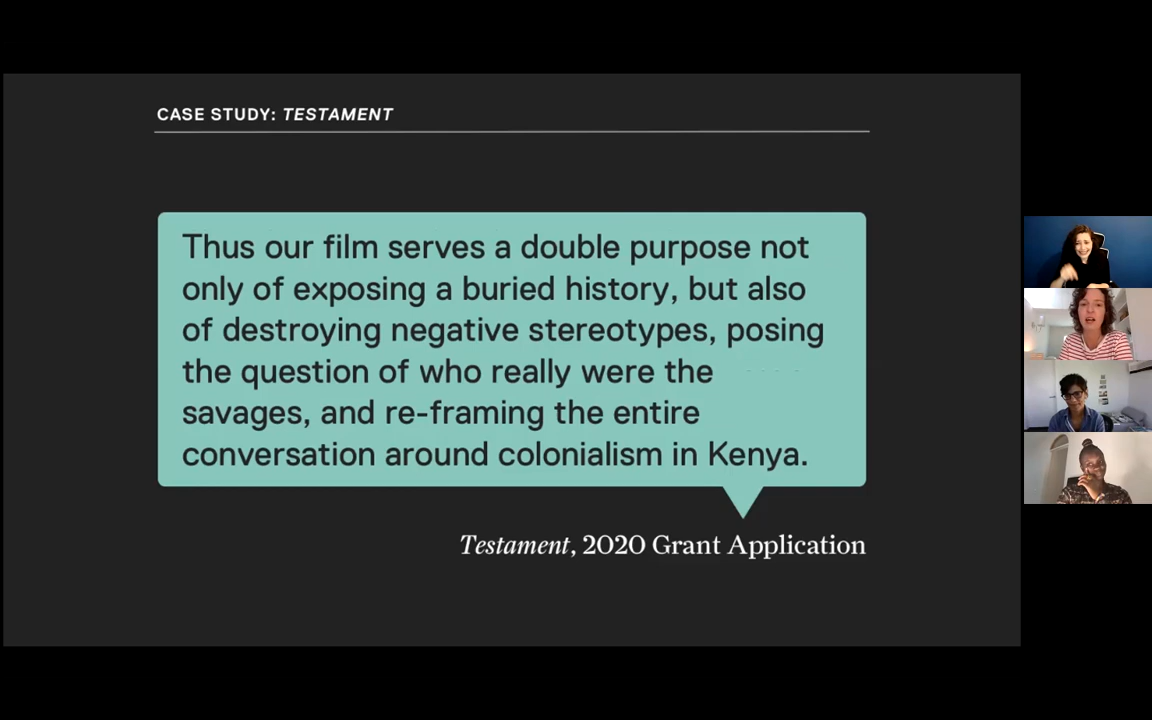 CASE STUDY: TESTAMENT
Thus our film serves a double purpose not
only of exposing a buried history, but also
of destroying negative stereotypes, posing
the question of who really were the
savages, and re-framing the entire
conversation around colonialism in Kenya.
Testament, 2020 Grant Application